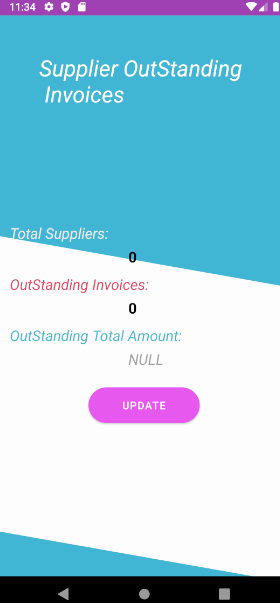 11:34
Supplier OutStanding
Invoices
Total Suppliers:
0
OutStanding Invoices:
0
OutStanding Total Amount:
NULL
UPDATE